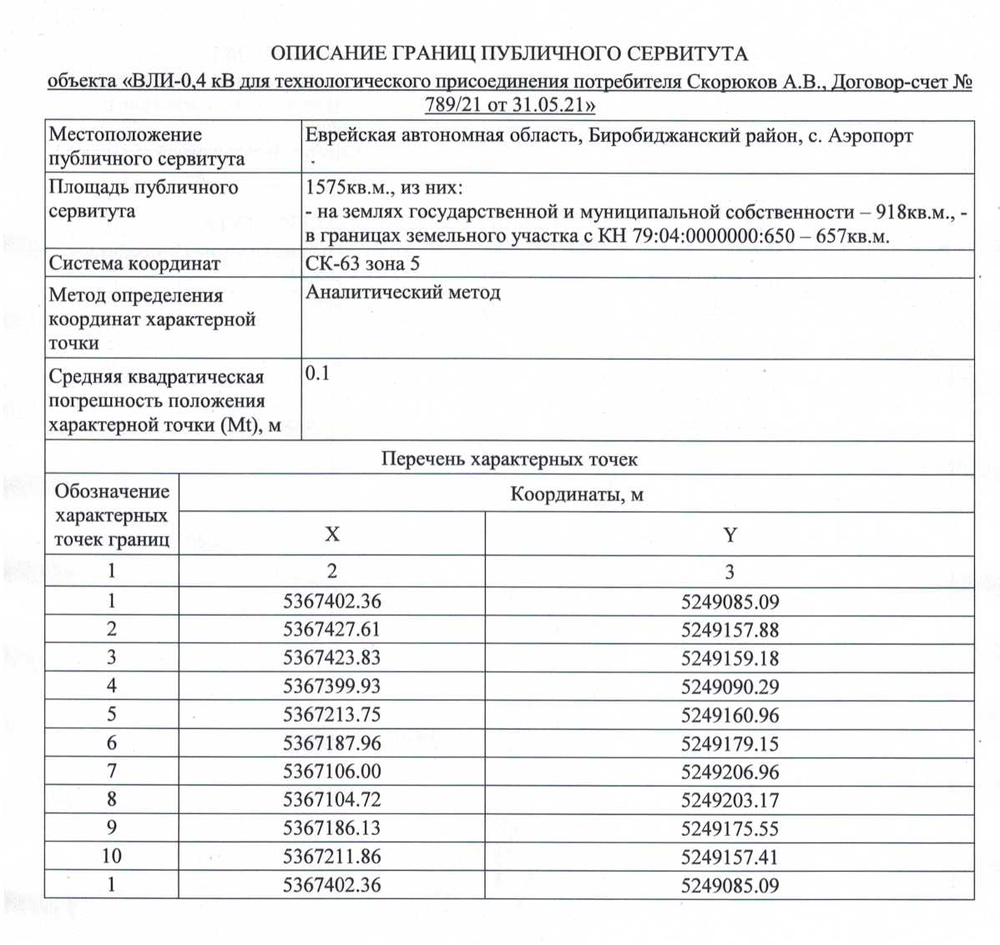 ОПИСАНИЕ ГРАНИЦ ПУБЛИЧНОГО СЕРВИТУТА
объекта «ВЛИ-0,4 кВ для технологического присоединения потребителя Скорюков А.В., Договор-счет №
789/21 от 31.05.21»
Местоположение
публичного сервитута
Еврейская автономная область, Биробиджанский район, с. Аэропорт
Площадь публичного
сервитута
1575кв.м., из них:
- на землях государственной и муниципальной собственности – 918кв.м., -
в границах земельного участка с КН 79:04:0000000:650 – 657кв.м.
Система координат
СК-63 зона 5
Метод определения
координат характерной
точки
Аналитический метод
Средняя квадратическая
погрешность положения
характерной точки (Mt), м
0.1
Перечень характерных точек
Обозначение
характерных
точек границ
Координаты, м
X Y
1 2 3
1 5367402.36 5249085.09
2 5367427.61 5249157.88
3 5367423.83 5249159.18
4 5367399.93 5249090.29
5 5367213.75 5249160.96
6 5367187.96 5249179.15
7 5367106.00 5249206.96
8 5367104.72 5249203.17
9 5367186.13 5249175.55
10 5367211.86 5249157.41
1 5367402.36 5249085.09